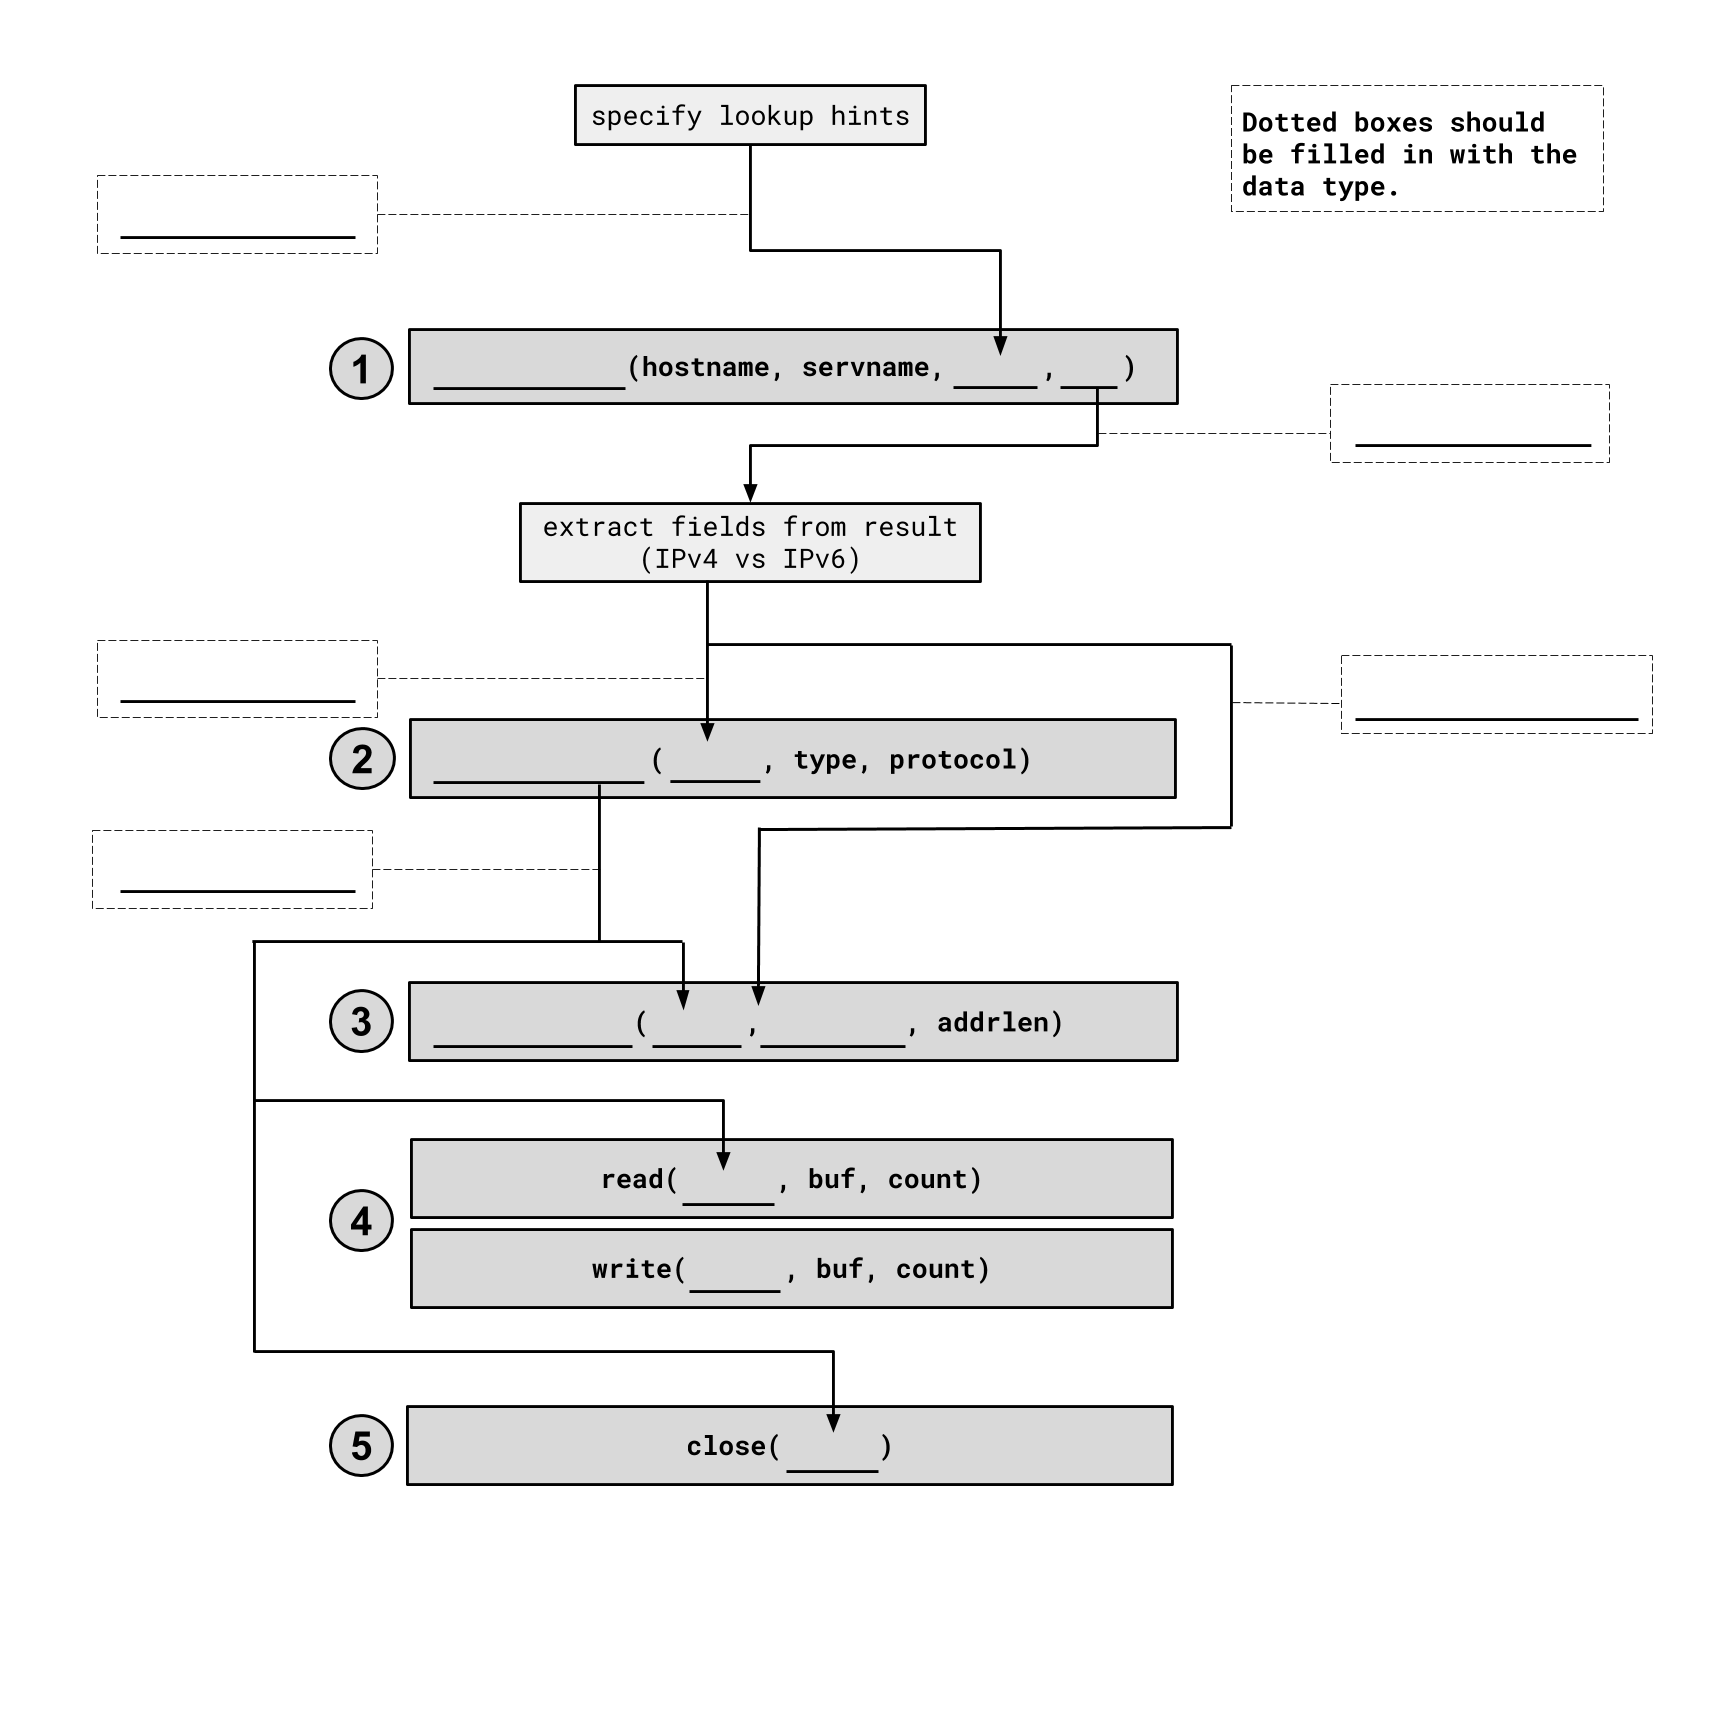 specify lookup hints
Dotted boxes should
be filled in with the
data type.
1
(hostname, servname, , )
extract fields from result
(IPv4 vs IPv6)
2
( , type, protocol)
3
( , , addrlen)
4
read( , buf, count)
write( , buf, count)
5
close( )